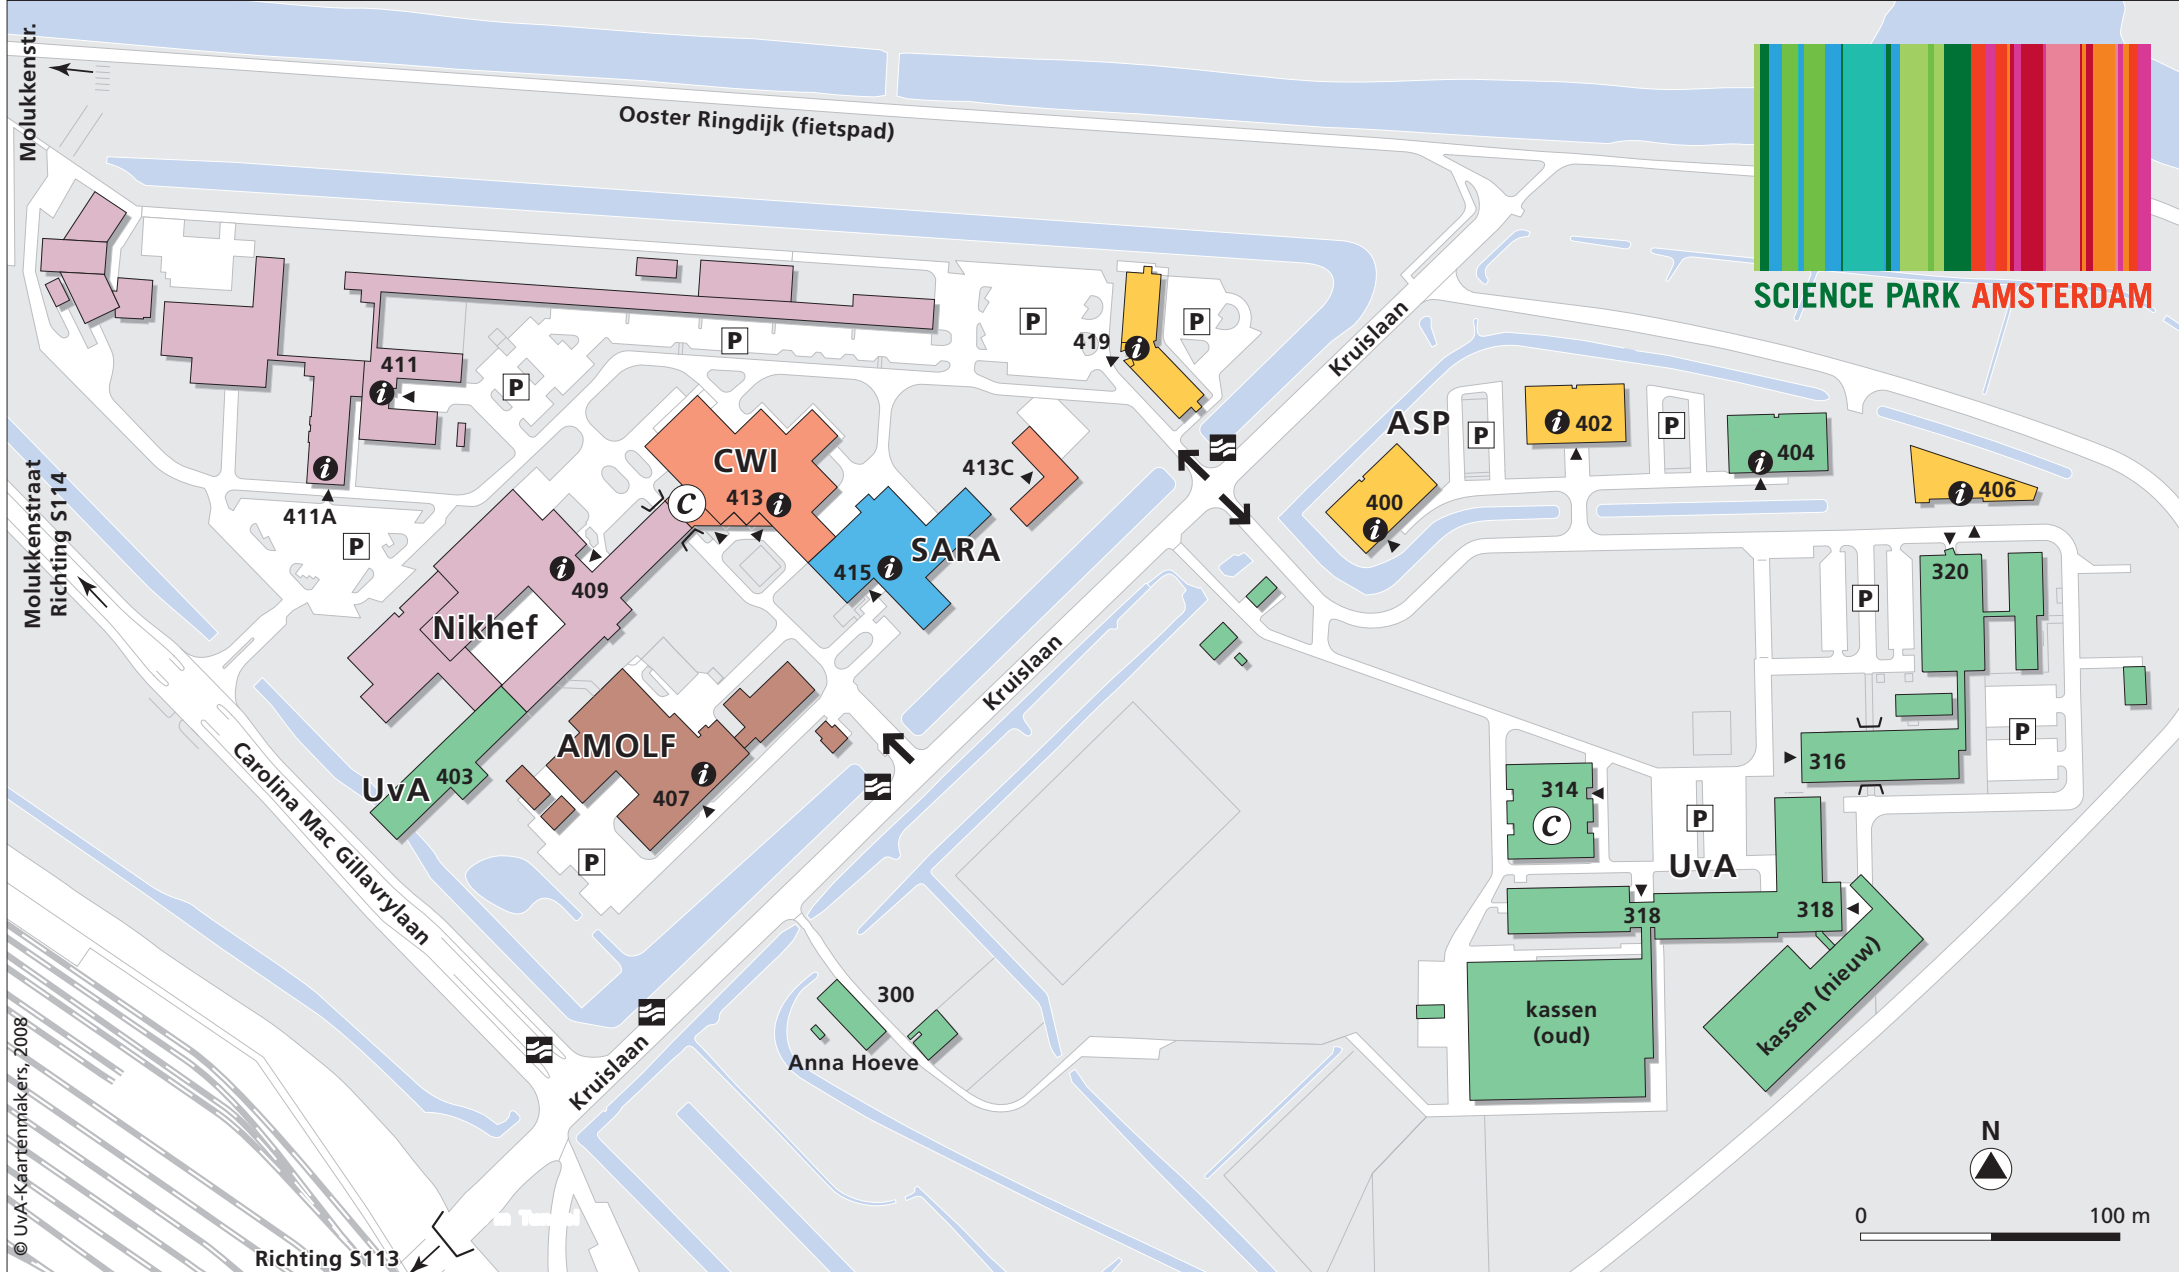 Molukkenstr.
Ooster Ringdijk (fietspad)
SCIENCE PARK AMSTERDAM
P
P
419
P
Kruislaan
411
P
CWI
413
413C
ASP
P
402
P
404
400
406
411A
C
P
Molukkenstraat
Richting S114
409
Nikhef
415
SARA
320
P
Kruislaan
UvA
403
AMOLF
407
P
P
316
314
C
P
UvA
318
318
Carolina Mac Gillavrylaan
300
Anna Hoeve
Kruislaan
kassen
(oud)
kassen (nieuw)
N
0
100 m
Richting S113
© UvA-Kaartenmakers, 2008